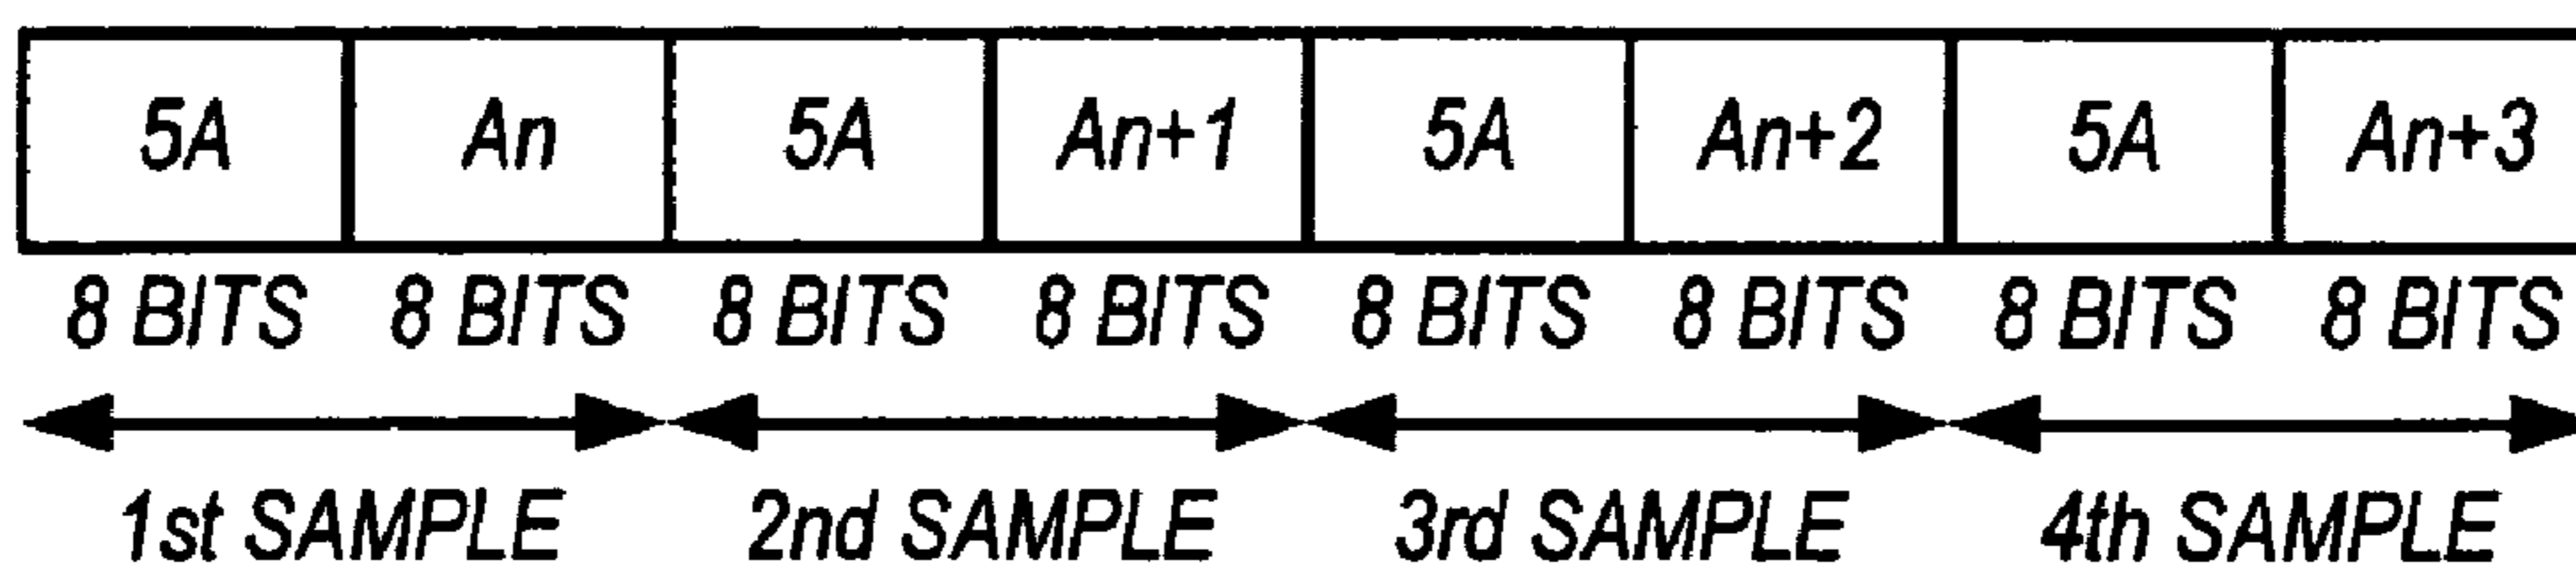 5A An 5A An+1 5A An+2 5A An+3
8 BITS 8 BITS 8 BITS 8 BITS 8 BITS 8 BITS 8 BITS 8 BITS
1st SAMPLE 2nd SAMPLE 3rd SAMPLE 4th SAMPLE